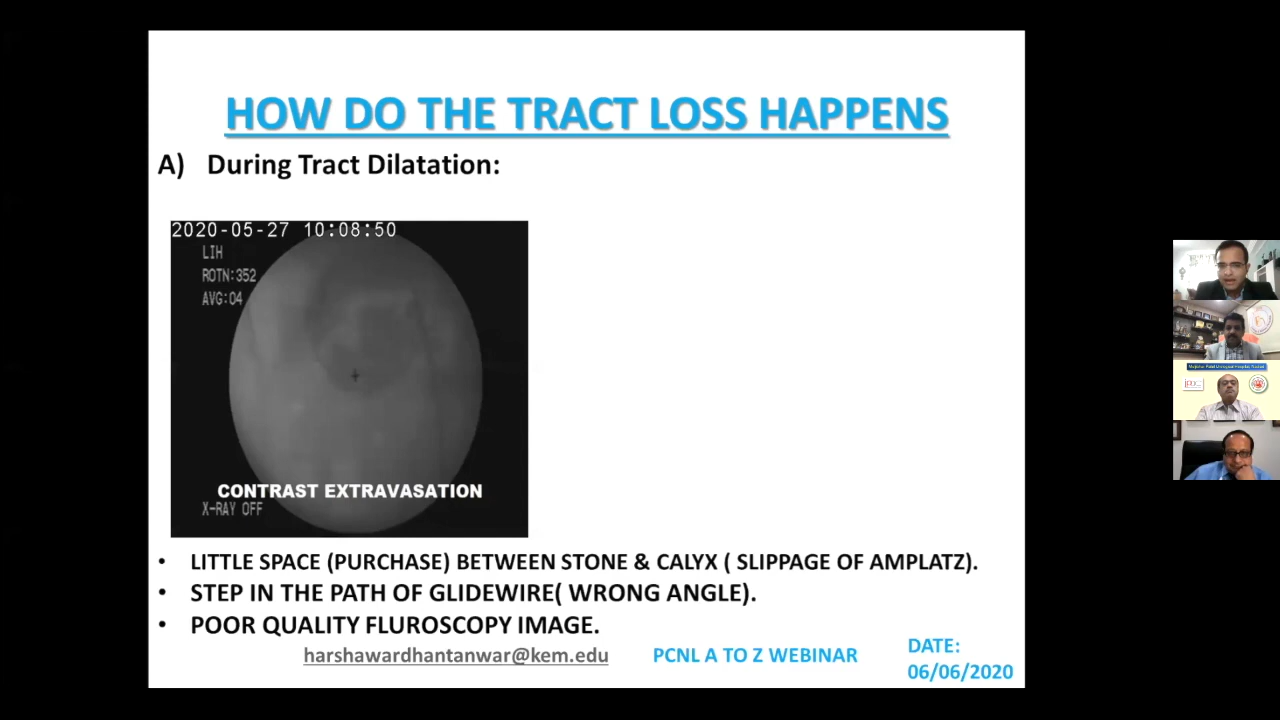 HOW DO THE TRACT LOSS HAPPENS
A) During Tract Dilatation:
2020-05-27 10:08:50
LIH
ROTN:352
AVG:04
CONTRAST EXTRAVASATION
X-RAY OFF
• LITTLE SPACE (PURCHASE) BETWEEN STONE & CALYX ( SLIPPAGE OF AMPLATZ).
• STEP IN THE PATH OF GLIDEWIRE( WRONG ANGLE).
• POOR QUALITY FLUROSCOPY IMAGE.
harshawardhantanwar@kem.edu
PCNL A TO Z WEBINAR
DATE:
06/06/2020